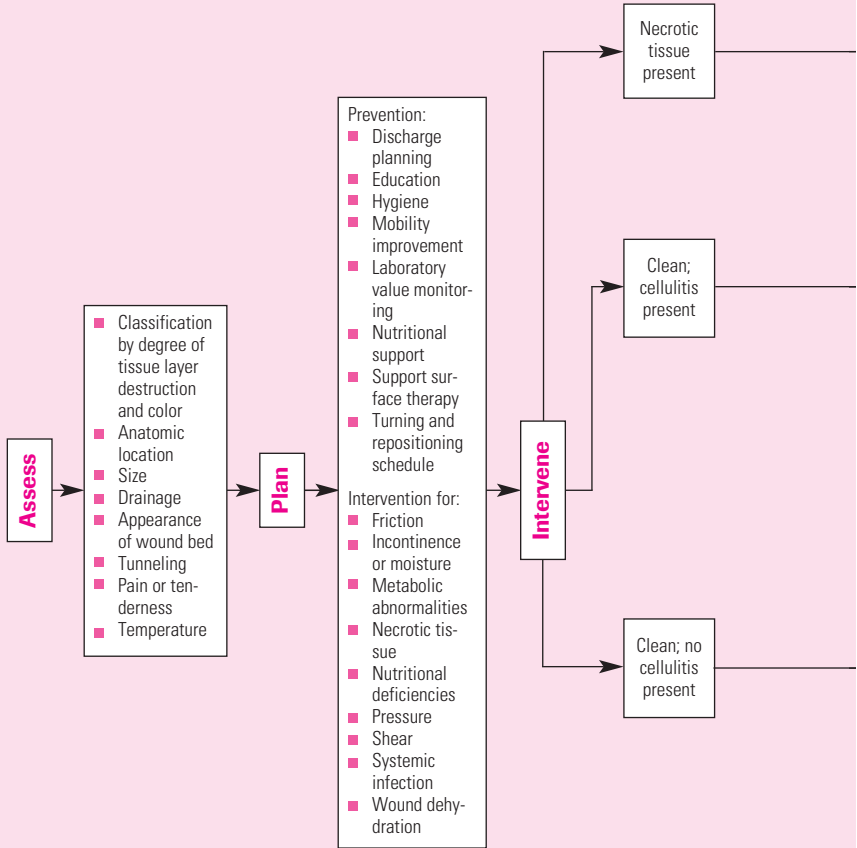 Assess
Classification
by degree of
tissue layer
destruction
and color
Anatomic
location
Size
Drainage
Appearance
of wound bed
Tunneling
Pain or ten-
derness
Temperature
Plan
Prevention:
Discharge
planning
Education
Hygiene
Mobility
improvement
Laboratory
value monitor-
ing
Nutritional
support
Support sur-
face therapy
Turning and
repositioning
schedule
Intervention for:
Friction
Incontinence
or moisture
Metabolic
abnormalities
Necrotic tis-
sue
Nutritional
deficiencies
Pressure
Shear
Systemic
infection
Wound dehy-
dration
Intervene
Necrotic
tissue
present
Clean;
cellulitis
present
Clean; no
cellulitis
present